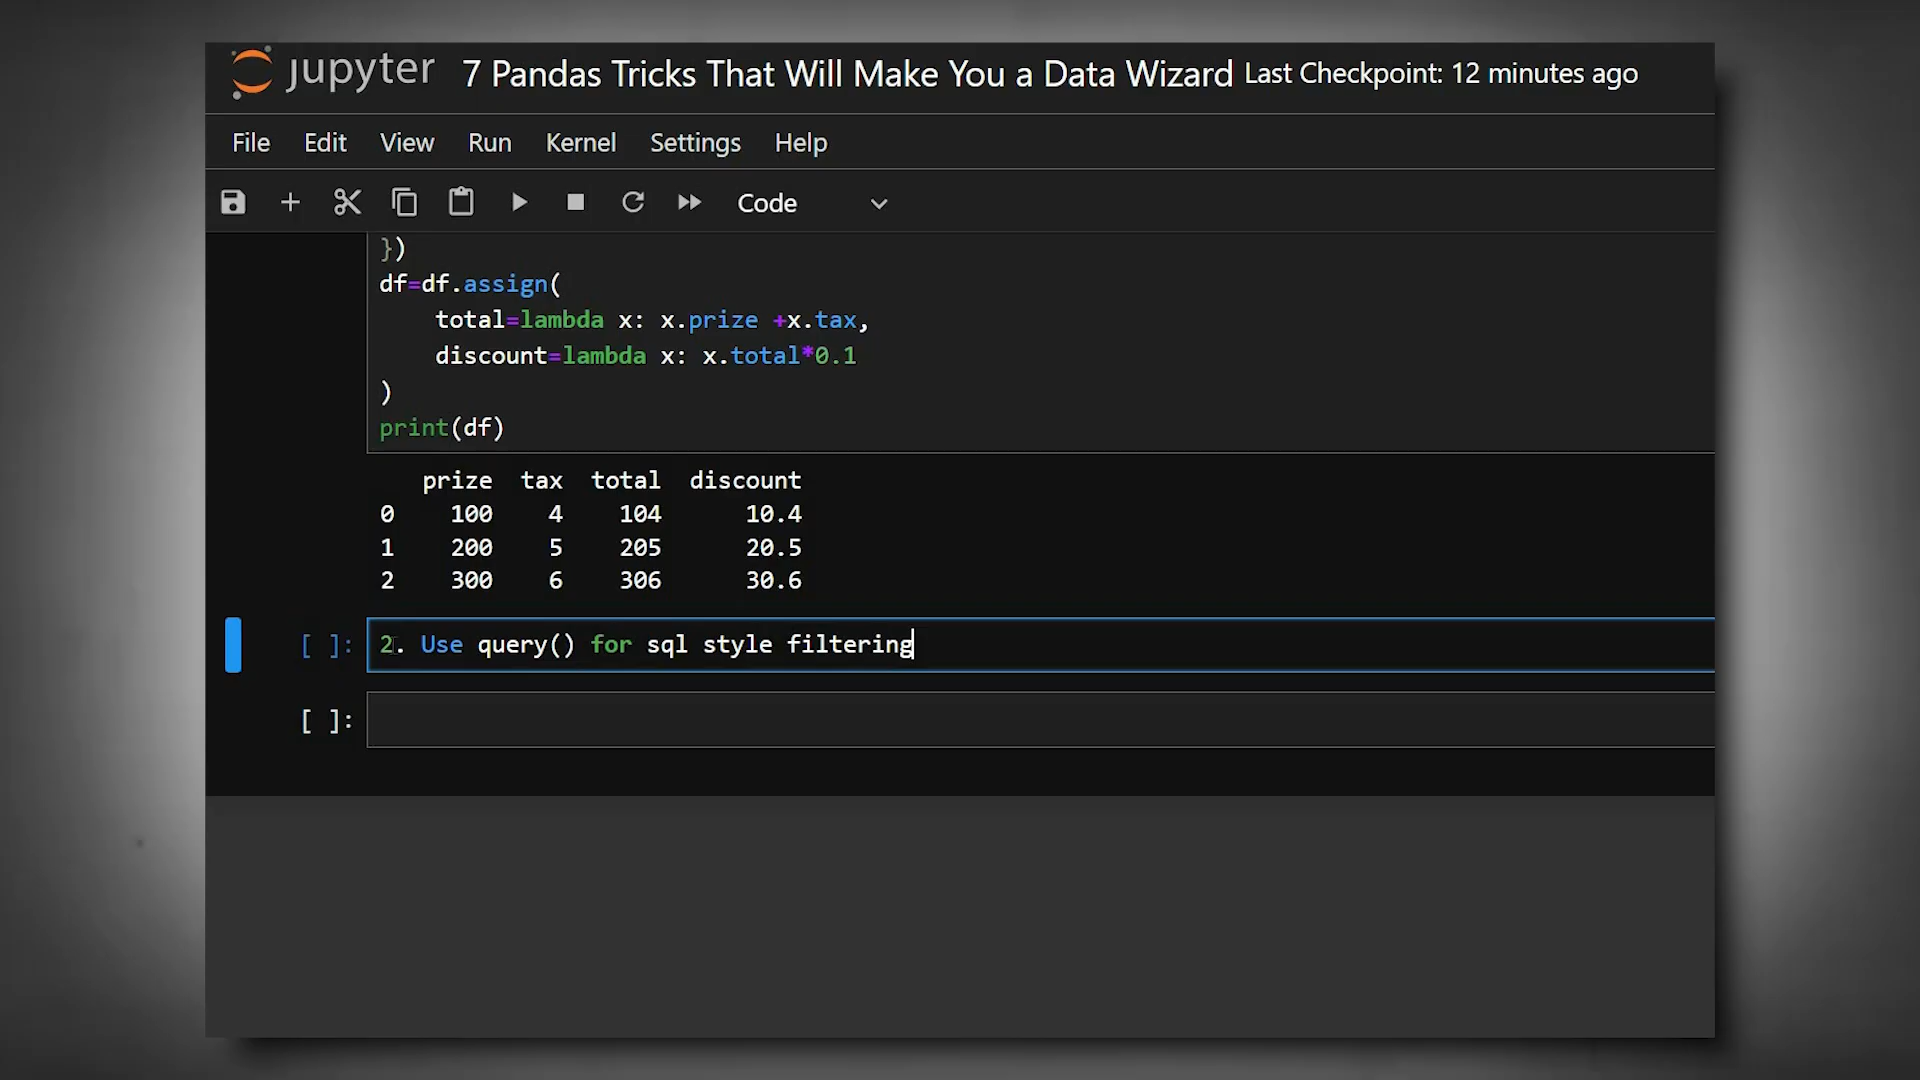 jupyter 7 Pandas Tricks That Will Make You a Data Wizard Last Checkpoint: 12 minutes ago
File Edit View Run Kernel Settings Help
Code
})
df=df.assign(
    total=lambda x: x.prize +x.tax,
    discount=lambda x: x.total*0.1
)
print(df)
   prize  tax  total  discount
0    100    4    104      10.4
1    200    5    205      20.5
2    300    6    306      30.6
[ ]: 2. Use query() for sql style filtering
[ ]: